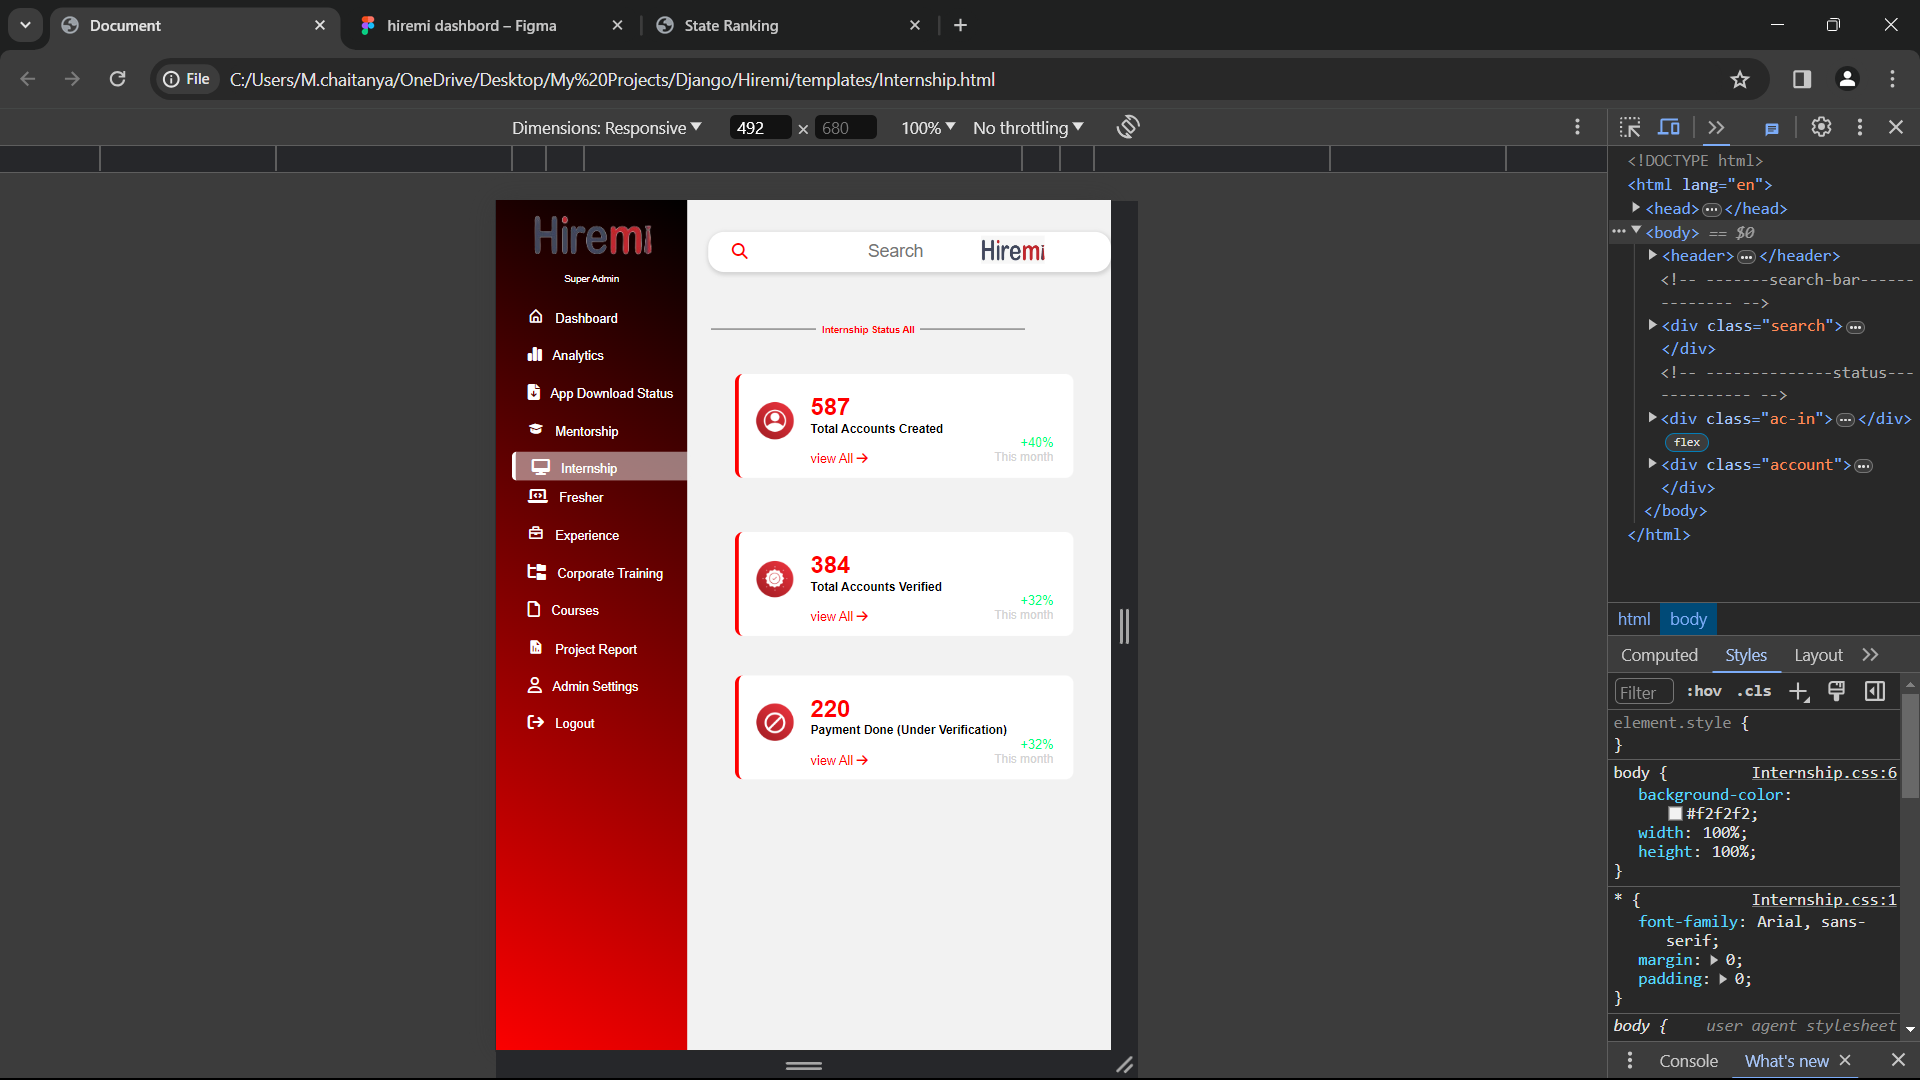 Document
hiremi dashbord – Figma
State Ranking
File
C:/Users/M.chaitanya/OneDrive/Desktop/My%20Projects/Django/Hiremi/templates/Internship.html
Dimensions: Responsive
492 × 680
100%
No throttling
Hiremi
Super Admin
Dashboard
Analytics
App Download Status
Mentorship
Internship
Fresher
Experience
Corporate Training
Courses
Project Report
Admin Settings
Logout
Search
Hiremi
Internship Status All
587
Total Accounts Created
+40%
view All
This month
384
Total Accounts Verified
+32%
view All
This month
220
Payment Done (Under Verification)
+32%
view All
This month
<!DOCTYPE html>
<html lang="en">
<head> ••• </head>
••• <body> == $0
<header> ••• </header>
<!-- -------search-bar------
-------- -->
<div class="search"> •••
</div>
<!-- --------------status---
---------- -->
<div class="ac-in"> ••• </div>
flex
<div class="account"> •••
</div>
</body>
</html>
html body
Computed Styles Layout
Filter :hov .cls
element.style {
}
body { Internship.css:6
background-color:
#f2f2f2;
width: 100%;
height: 100%;
}
* { Internship.css:1
font-family: Arial, sans-
serif;
margin: 0;
padding: 0;
}
body { user agent stylesheet
Console What's new